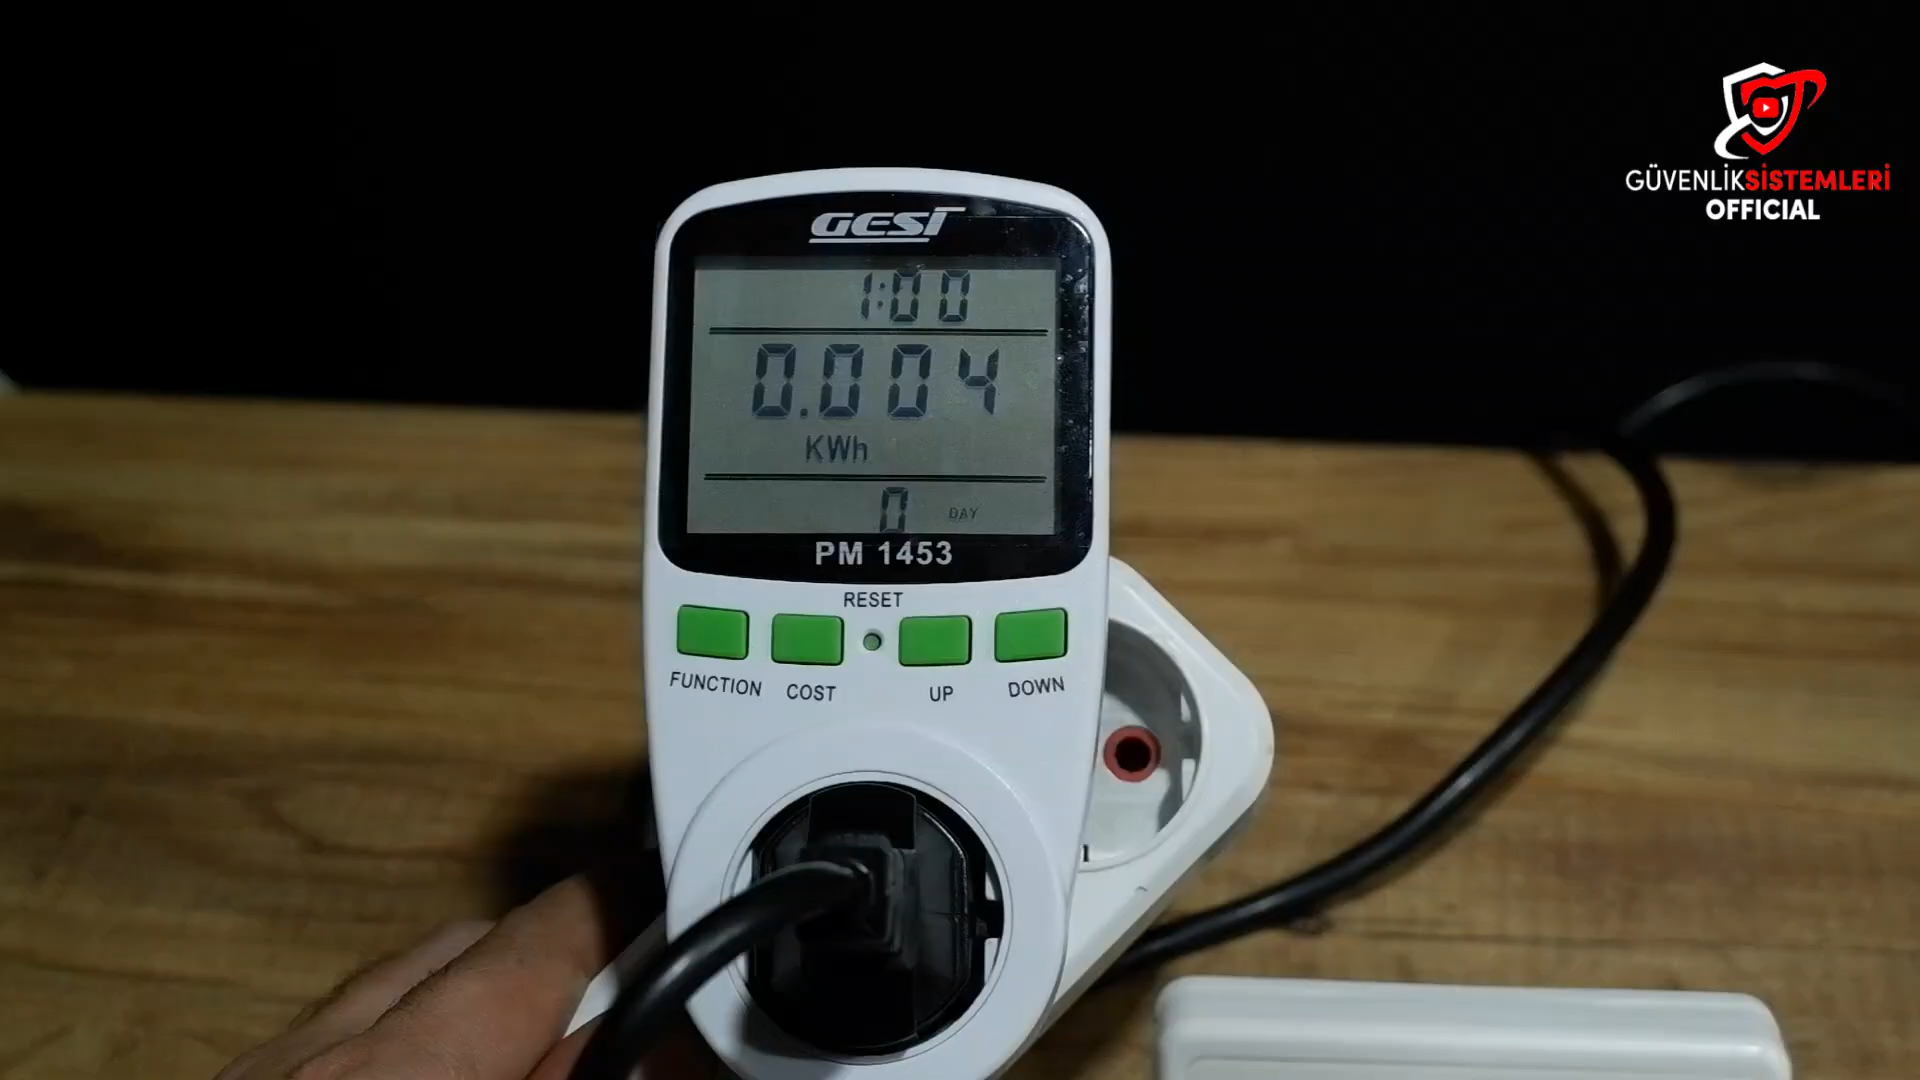 GÜVENLİKSİSTEMLERİ
OFFICIAL
GESI
1:00
0.004
KWh
0 DAY
PM 1453
RESET
FUNCTION COST UP DOWN